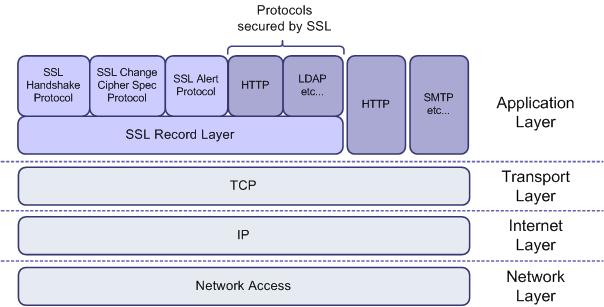 Protocols
secured by SSL
SSL
Handshake
Protocol
SSL Change
Cipher Spec
Protocol
SSL Alert
Protocol
HTTP
LDAP
etc...
HTTP
SMTP
etc...
Application
Layer
SSL Record Layer
TCP
Transport
Layer
IP
Internet
Layer
Network Access
Network
Layer